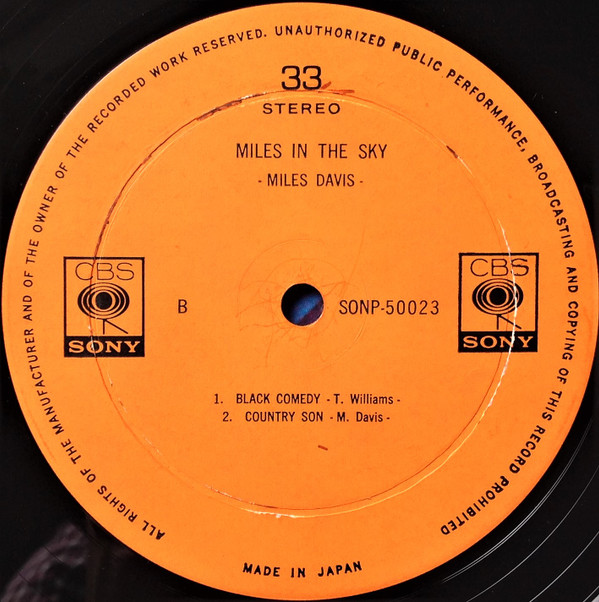 ALL RIGHTS OF THE MANUFACTURER AND OF THE OWNER OF THE RECORDED WORK RESERVED. UNAUTHORIZED PUBLIC PERFORMANCE, BROADCASTING AND COPYING OF THIS RECORD PROHIBITED
33
STEREO
MILES IN THE SKY
- MILES DAVIS -
CBS
SONY
B
SONP-50023
CBS
SONY
1. BLACK COMEDY - T. Williams -
2. COUNTRY SON - M. Davis -
MADE IN JAPAN